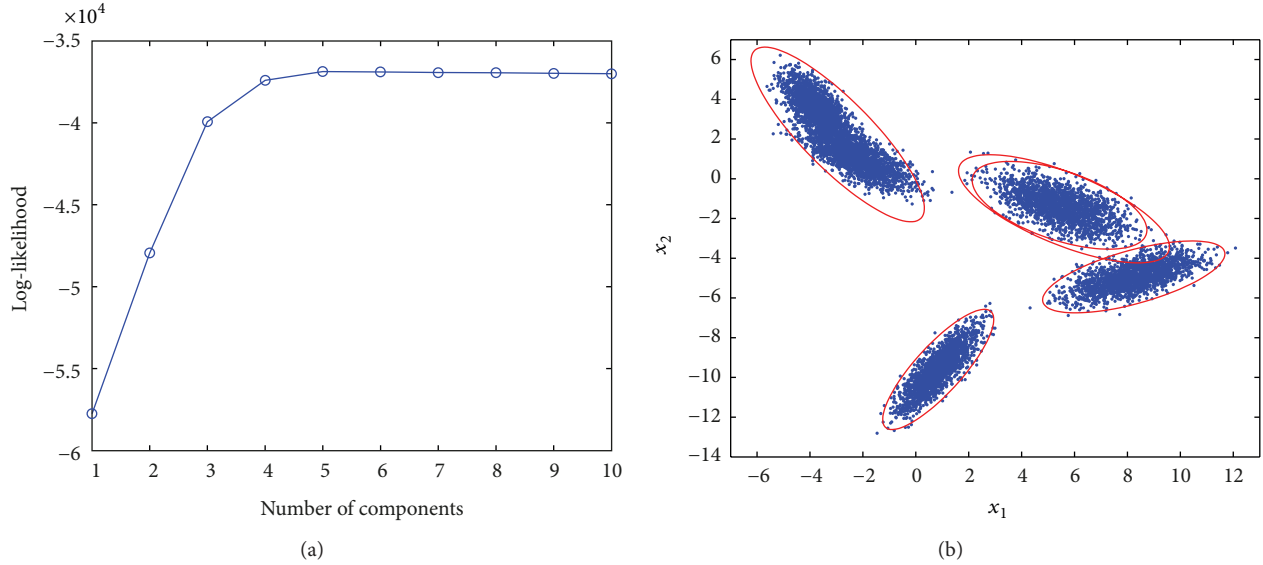 ×10⁴
−3.5
−4
−4.5
−5
−5.5
−6
Log-likelihood
1 2 3 4 5 6 7 8 9 10
Number of components
(a)
6
4
2
0
−2
−4
−6
−8
−10
−12
−14
x₂
−6 −4 −2 0 2 4 6 8 10 12
x₁
(b)